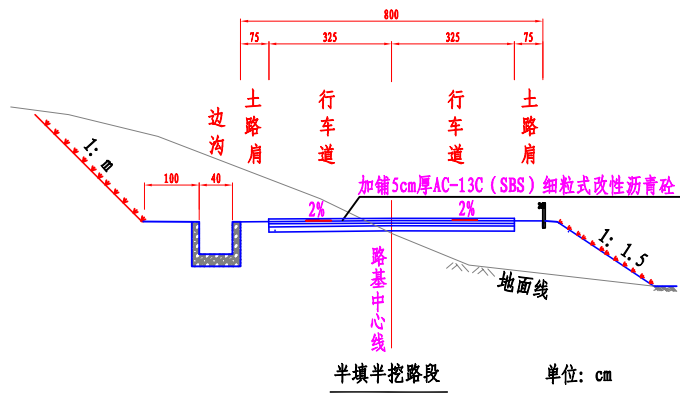 800
75 325 325 75
边沟
土路肩
行车道
行车道
土路肩
1: m
100 40
加铺5cm厚AC-13C(SBS)细粒式改性沥青砼
2% 2%
1: 1.5
路基中心线
地面线
半填半挖路段
单位: cm